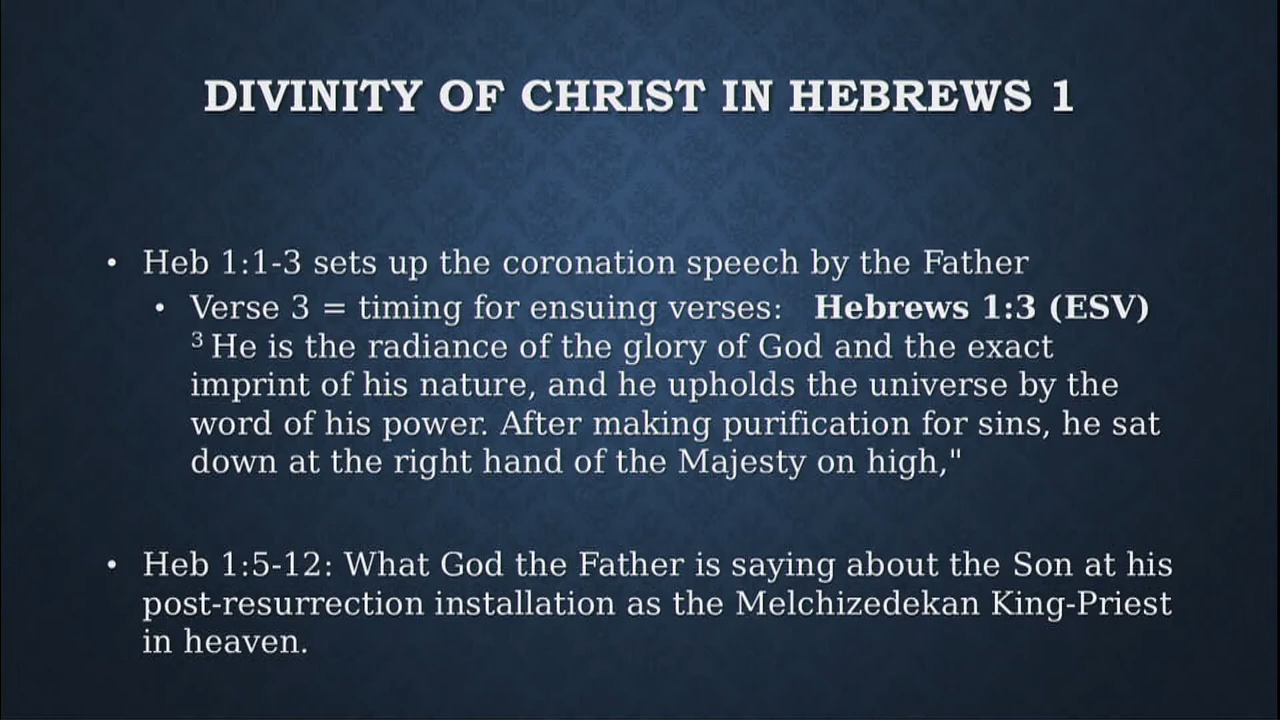 DIVINITY OF CHRIST IN HEBREWS 1
• Heb 1:1-3 sets up the coronation speech by the Father
• Verse 3 = timing for ensuing verses: Hebrews 1:3 (ESV)
³ He is the radiance of the glory of God and the exact
imprint of his nature, and he upholds the universe by the
word of his power. After making purification for sins, he sat
down at the right hand of the Majesty on high,"
• Heb 1:5-12: What God the Father is saying about the Son at his
post-resurrection installation as the Melchizedekan King-Priest
in heaven.